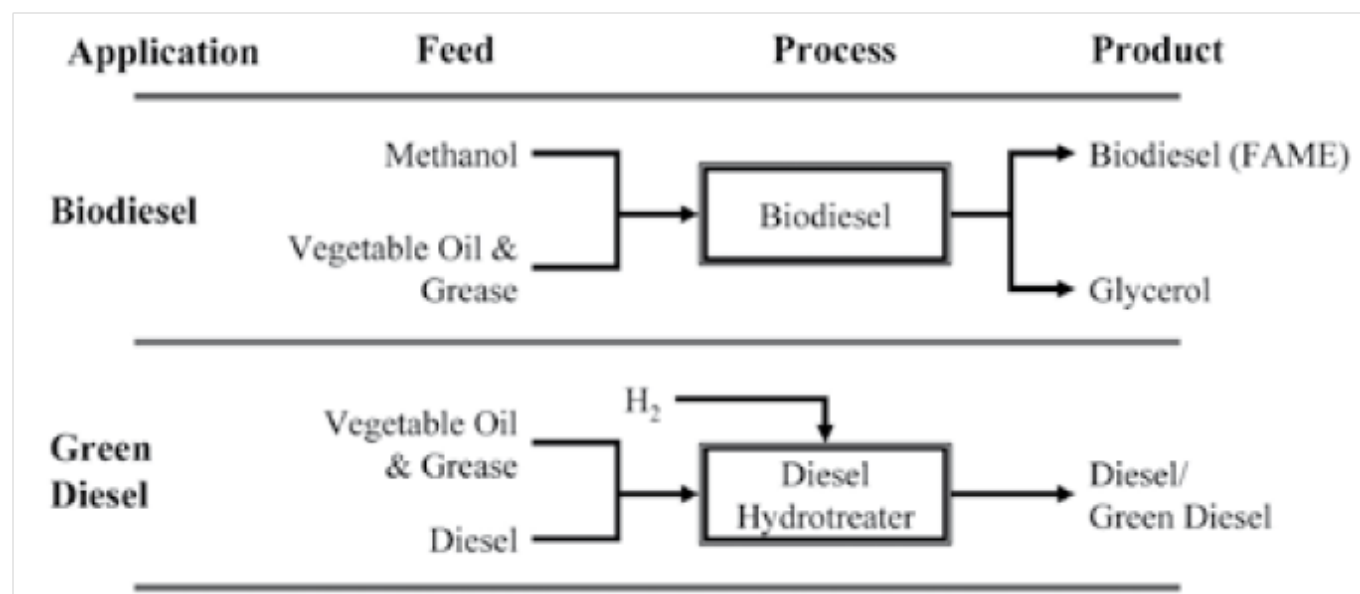 Application Feed Process Product
Methanol
Biodiesel (FAME)
Biodiesel
Vegetable Oil &
Grease
Biodiesel
Glycerol
Green
Diesel
Vegetable Oil
& Grease
Diesel
H₂
Diesel
Hydrotreater
Diesel/
Green Diesel